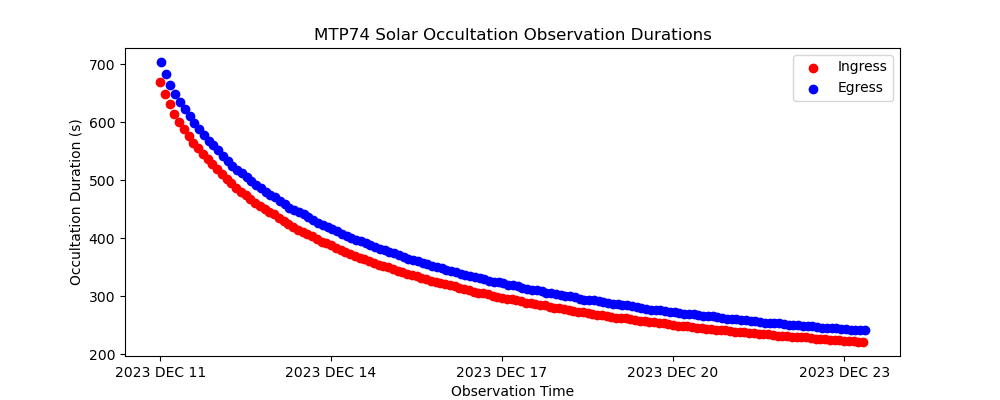 MTP74 Solar Occultation Observation Durations
Ingress
Egress
Occultation Duration (s)
700
600
500
400
300
200
2023 DEC 11
2023 DEC 14
2023 DEC 17
2023 DEC 20
2023 DEC 23
Observation Time